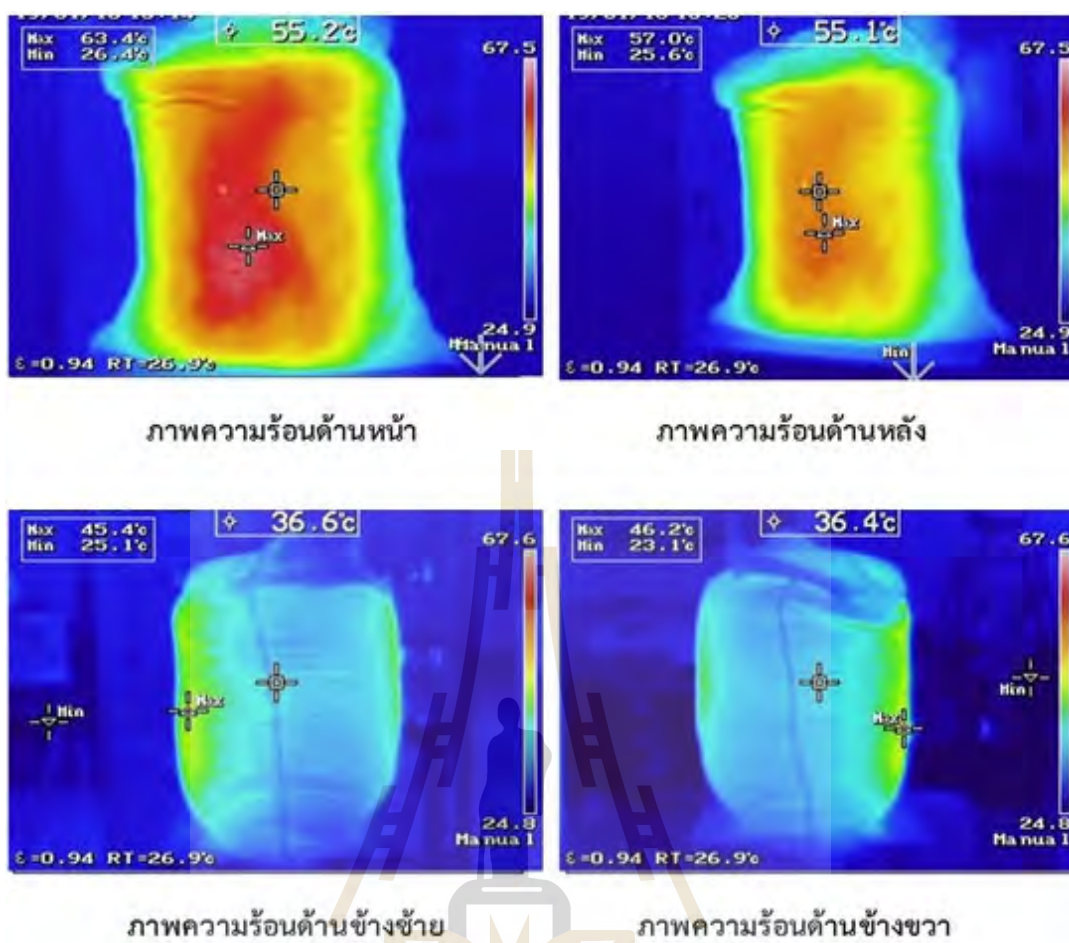 Max 63.4℃
Min 26.4℃
55.2℃
67.5
24.9
Manual
ε=0.94 RT=26.9℃
Max
57.0℃
Max
Min 25.6℃
55.1℃
67.5
Max
24.9
Min
Manual
ε=0.94 RT=26.9℃
ภาพความร้อนด้านหน้า
ภาพความร้อนด้านหลัง
Max 45.4℃
Min 25.1℃
36.6℃
67.6
Max
Min
24.8
Manual
ε=0.94 RT=26.9℃
Max 46.2℃
Min 23.1℃
36.4℃
67.6
Min
Max
24.8
Manual
ε=0.94 RT=26.9℃
ภาพความร้อนด้านข้างซ้าย
ภาพความร้อนด้านข้างขวา